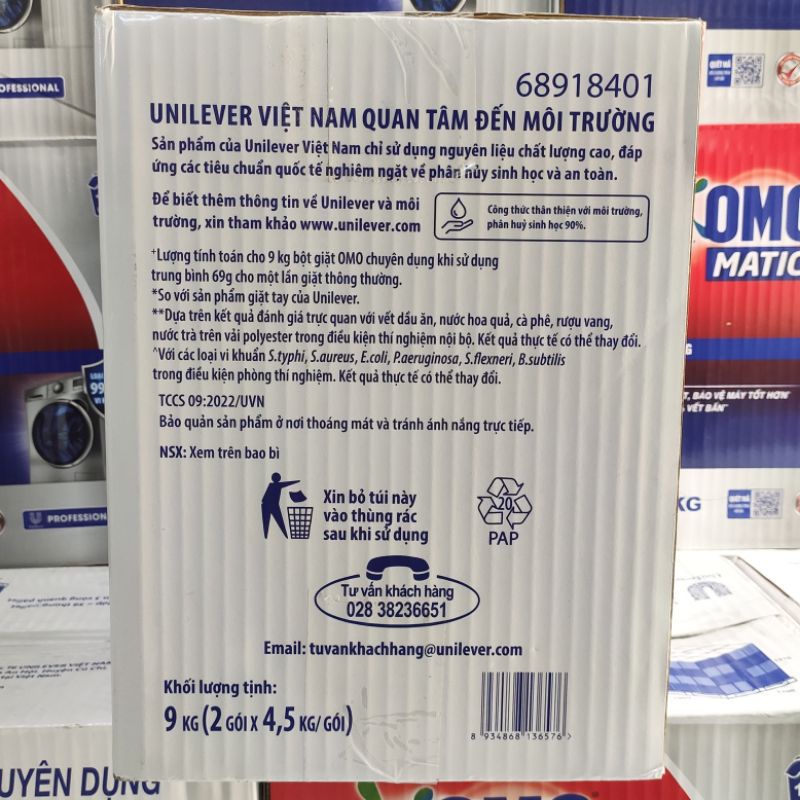 68918401
UNILEVER VIỆT NAM QUAN TÂM ĐẾN MÔI TRƯỜNG
Sản phẩm của Unilever Việt Nam chỉ sử dụng nguyên liệu chất lượng cao, đáp
ứng các tiêu chuẩn quốc tế nghiêm ngặt về phân hủy sinh học và an toàn.
Để biết thêm thông tin về Unilever và môi
trường, xin tham khảo www.unilever.com
Công thức thân thiện với môi trường,
phân huỷ sinh học 90%.
+Lượng tính toán cho 9 kg bột giặt OMO chuyên dụng khi sử dụng
trung bình 69g cho một lần giặt thông thường.
*So với sản phẩm giặt tay của Unilever.
**Dựa trên kết quả đánh giá trực quan với vết dầu ăn, nước hoa quả, cà phê, rượu vang,
nước trà trên vải polyester trong điều kiện thí nghiệm nội bộ. Kết quả thực tế có thể thay đổi.
^Với các loại vi khuẩn S.typhi, S.aureus, E.coli, P.aeruginosa, S.flexneri, B.subtilis
trong điều kiện phòng thí nghiệm. Kết quả thực tế có thể thay đổi.
TCCS 09:2022/UVN
Bảo quản sản phẩm ở nơi thoáng mát và tránh ánh nắng trực tiếp.
NSX: Xem trên bao bì
Xin bỏ túi này
vào thùng rác
sau khi sử dụng
20
PAP
Tư vấn khách hàng
028 38236651
Email: tuvankhachhang@unilever.com
Khối lượng tịnh:
9 KG (2 GÓI X 4,5 KG/ GÓI)
8 934868 136576 >
OFESSIONAL
PROFESSION
99
OMO
MATIC
, BẢO VỆ MÁY TỐT HƠN
VẾT BẨN
KG
UYÊN DỤNG
OMO